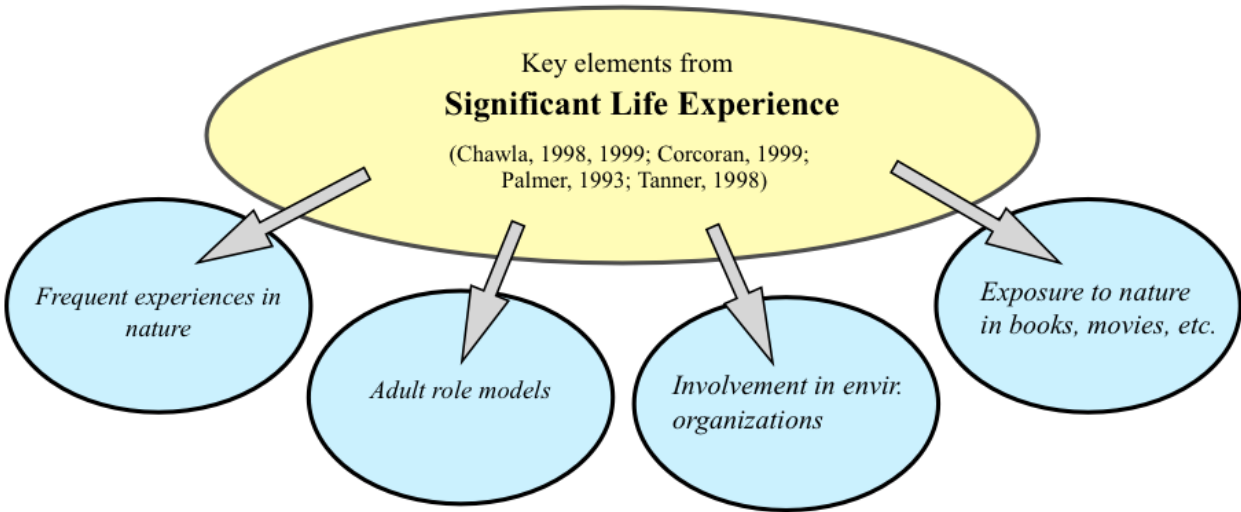 Key elements from
Significant Life Experience
(Chawla, 1998, 1999; Corcoran, 1999;
Palmer, 1993; Tanner, 1998)
Frequent experiences in
nature
Adult role models
Involvement in envir.
organizations
Exposure to nature
in books, movies, etc.